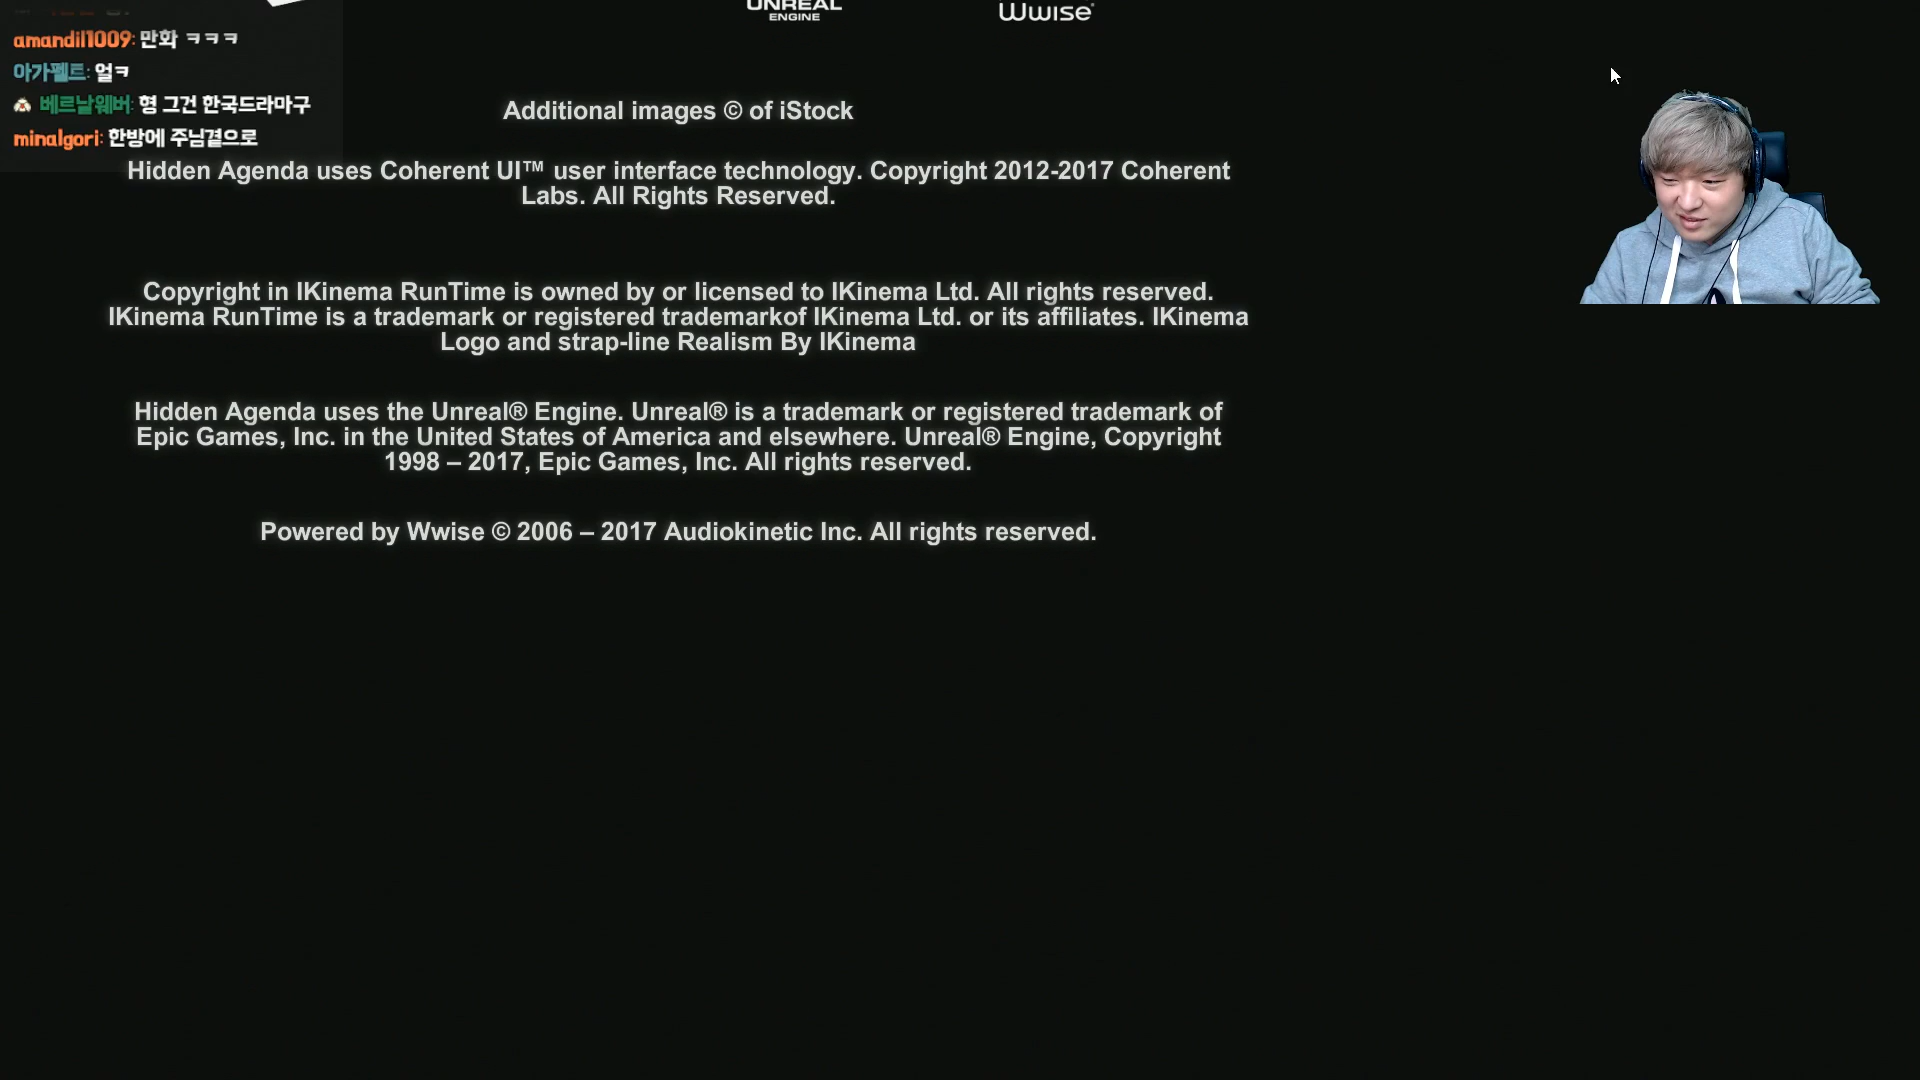 UNREAL
ENGINE
Wwise
amandil1009: 만화 ㅋㅋㅋ
아가펠트: 얼ㅋ
베르날웨버: 형 그건 한국드라마구
minalgori: 한방에 주님곁으로
Additional images © of iStock
Hidden Agenda uses Coherent UI™ user interface technology. Copyright 2012-2017 Coherent
Labs. All Rights Reserved.
Copyright in IKinema RunTime is owned by or licensed to IKinema Ltd. All rights reserved.
IKinema RunTime is a trademark or registered trademarkof IKinema Ltd. or its affiliates. IKinema
Logo and strap-line Realism By IKinema
Hidden Agenda uses the Unreal® Engine. Unreal® is a trademark or registered trademark of
Epic Games, Inc. in the United States of America and elsewhere. Unreal® Engine, Copyright
1998 – 2017, Epic Games, Inc. All rights reserved.
Powered by Wwise © 2006 – 2017 Audiokinetic Inc. All rights reserved.